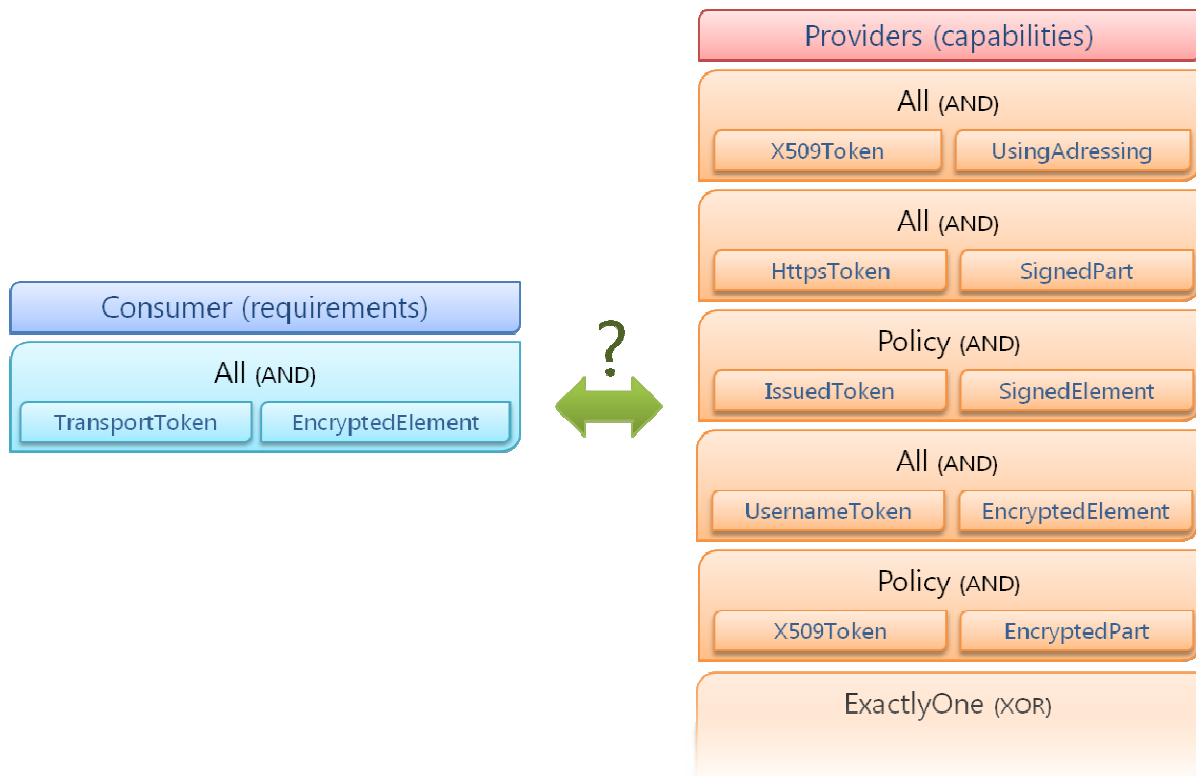 Providers (capabilities)
All (AND)
X509Token UsingAdressing
All (AND)
HttpsToken SignedPart
Consumer (requirements)
All (AND)
TransportToken EncryptedElement
?
Policy (AND)
IssuedToken SignedElement
All (AND)
UsernameToken EncryptedElement
Policy (AND)
X509Token EncryptedPart
ExactlyOne (XOR)